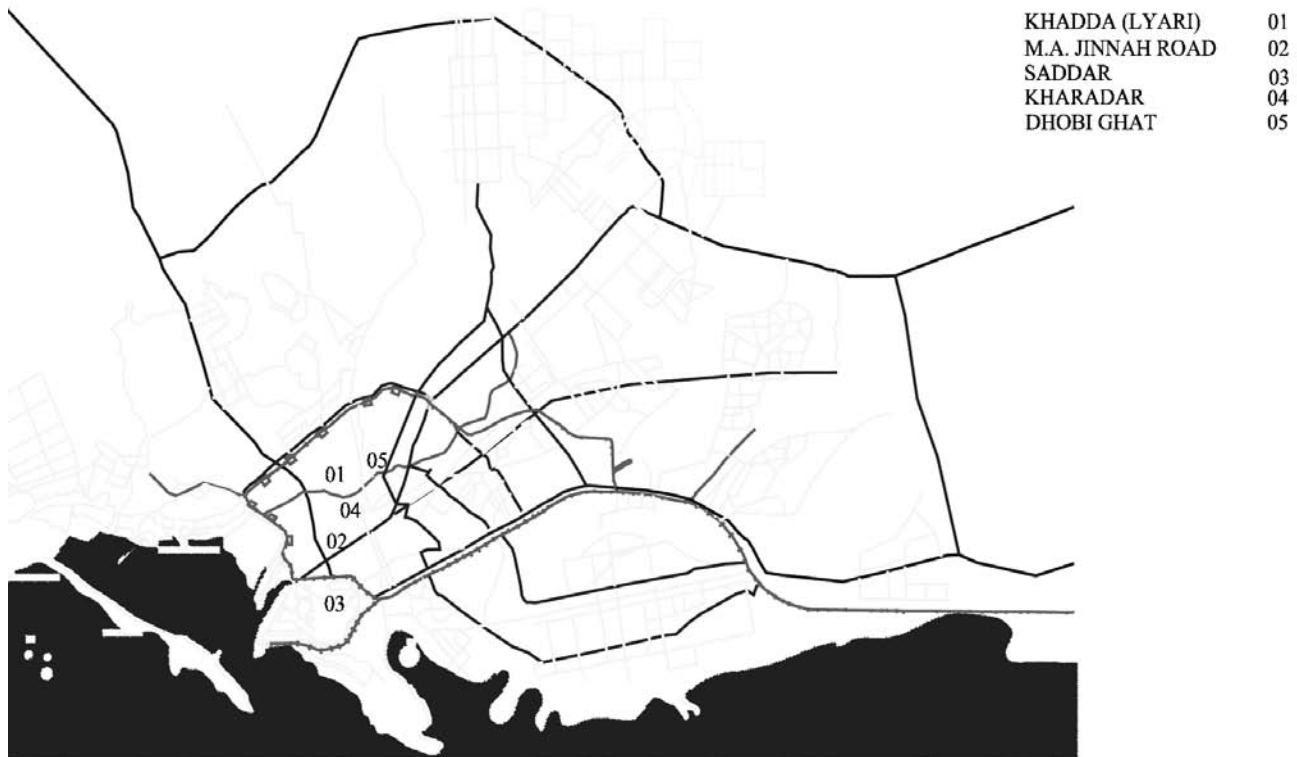 KHADDA (LYARI) 01
M.A. JINNAH ROAD 02
SADDAR 03
KHARADAR 04
DHOBI GHAT 05
01 05
04
02
03